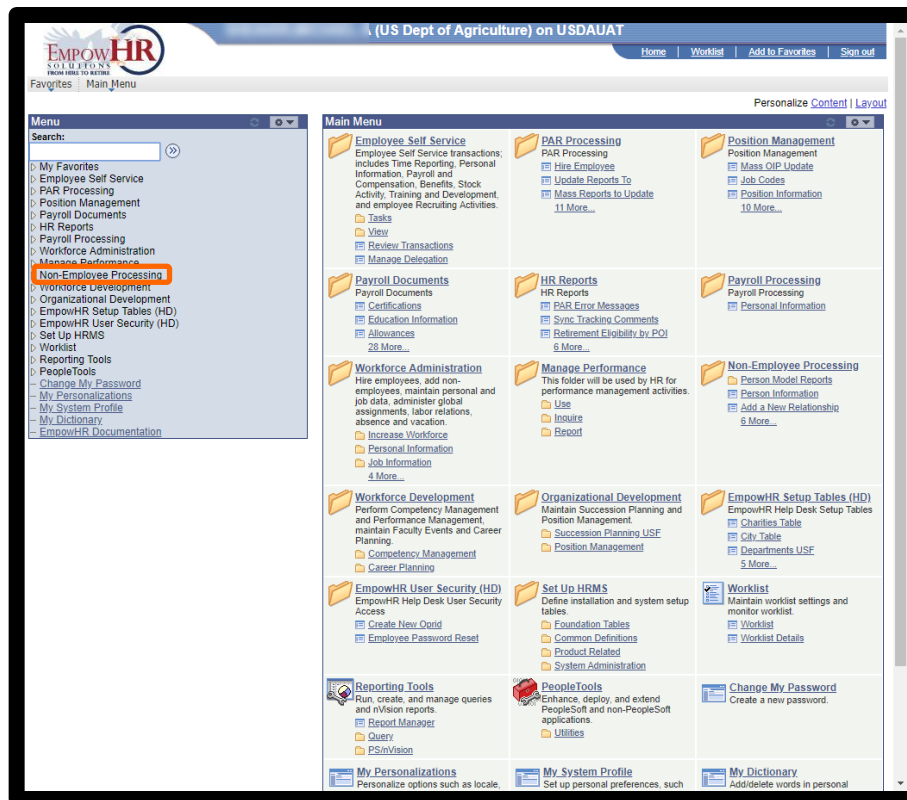 (US Dept of Agriculture) on USDAUAT
EMPOWHR
SOLUTIONS
FROM HIRE TO RETIRE
Home | Worklist | Add to Favorites | Sign out
Favorites Main Menu
Personalize Content | Layout
Menu
Search:
My Favorites
Employee Self Service
PAR Processing
Position Management
Payroll Documents
HR Reports
Payroll Processing
Workforce Administration
Manage Performance
Non-Employee Processing
Workforce Development
Organizational Development
EmpowHR Setup Tables (HD)
EmpowHR User Security (HD)
Set Up HRMS
Worklist
Reporting Tools
PeopleTools
– Change My Password
– My Personalizations
– My System Profile
– My Dictionary
– EmpowHR Documentation
Main Menu
Employee Self Service
Employee Self Service transactions;
includes Time Reporting, Personal
Information, Payroll and
Compensation, Benefits, Stock
Activity, Training and Development,
and employee Recruiting Activities.
Tasks
View
Review Transactions
Manage Delegation
PAR Processing
PAR Processing
Hire Employee
Update Reports To
Mass Reports to Update
11 More...
Position Management
Position Management
Mass OIP Update
Job Codes
Position Information
10 More...
Payroll Documents
Payroll Documents
Certifications
Education Information
Allowances
28 More...
HR Reports
HR Reports
PAR Error Messages
Sync Tracking Comments
Retirement Eligibility by POI
6 More...
Payroll Processing
Payroll Processing
Personal Information
Workforce Administration
Hire employees, add non-
employees, maintain personal and
job data, administer global
assignments, labor relations,
absence and vacation.
Increase Workforce
Personal Information
Job Information
4 More...
Manage Performance
This folder will be used by HR for
performance management activities.
Use
Inquire
Report
Non-Employee Processing
Person Model Reports
Person Information
Add a New Relationship
6 More...
Workforce Development
Perform Competency Management
and Performance Management,
maintain Faculty Events and Career
Planning.
Competency Management
Career Planning
Organizational Development
Maintain Succession Planning and
Position Management.
Succession Planning USF
Position Management
EmpowHR Setup Tables (HD)
EmpowHR Help Desk Setup Tables
Charities Table
City Table
Departments USF
5 More...
EmpowHR User Security (HD)
EmpowHR Help Desk User Security
Access
Create New Oprid
Employee Password Reset
Set Up HRMS
Define installation and system setup
tables.
Foundation Tables
Common Definitions
Product Related
System Administration
Worklist
Maintain worklist settings and
monitor worklist.
Worklist
Worklist Details
Reporting Tools
Run, create, and manage queries
and nVision reports.
Report Manager
Query
PS/nVision
PeopleTools
Enhance, deploy, and extend
PeopleSoft and non-PeopleSoft
applications.
Utilities
Change My Password
Create a new password.
My Personalizations
Personalize options such as locale,
My System Profile
Set up personal preferences, such
My Dictionary
Add/delete words in personal